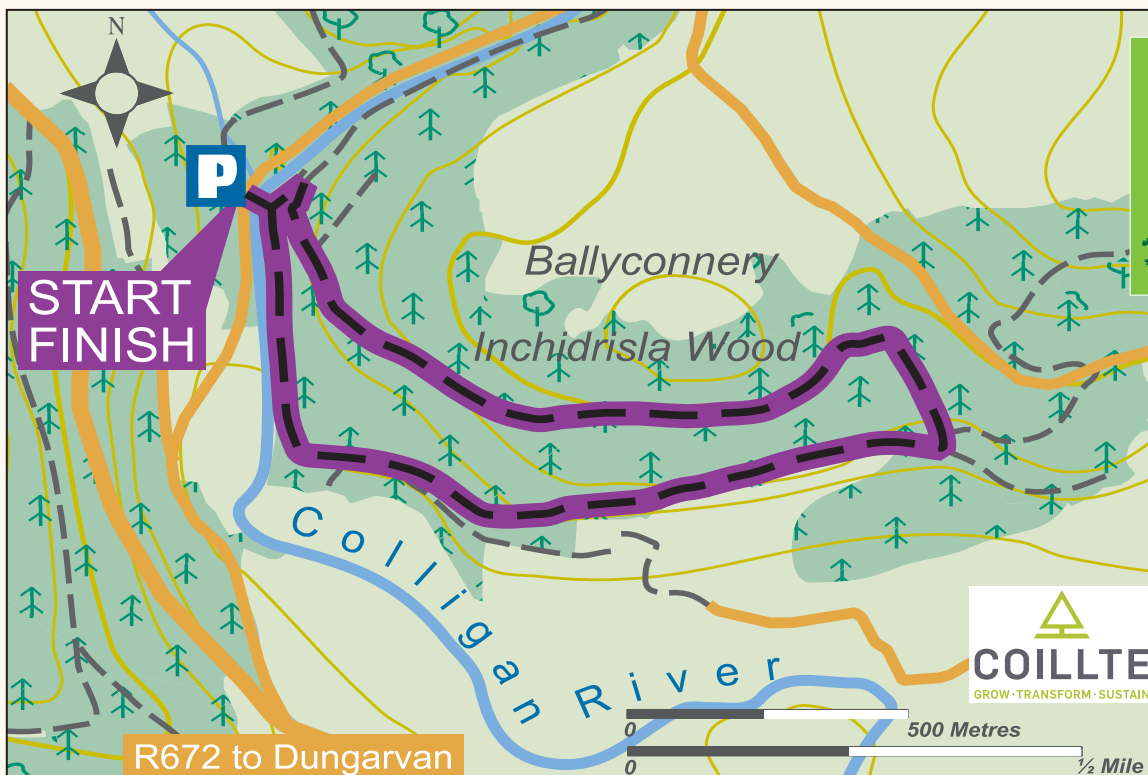 N
P
START
FINISH
Ballyconnery
Inchidrisla Wood
Colligan River
COILLTE
GROW·TRANSFORM·SUSTAIN
0 500 Metres
0 ½ Mile
R672 to Dungarvan